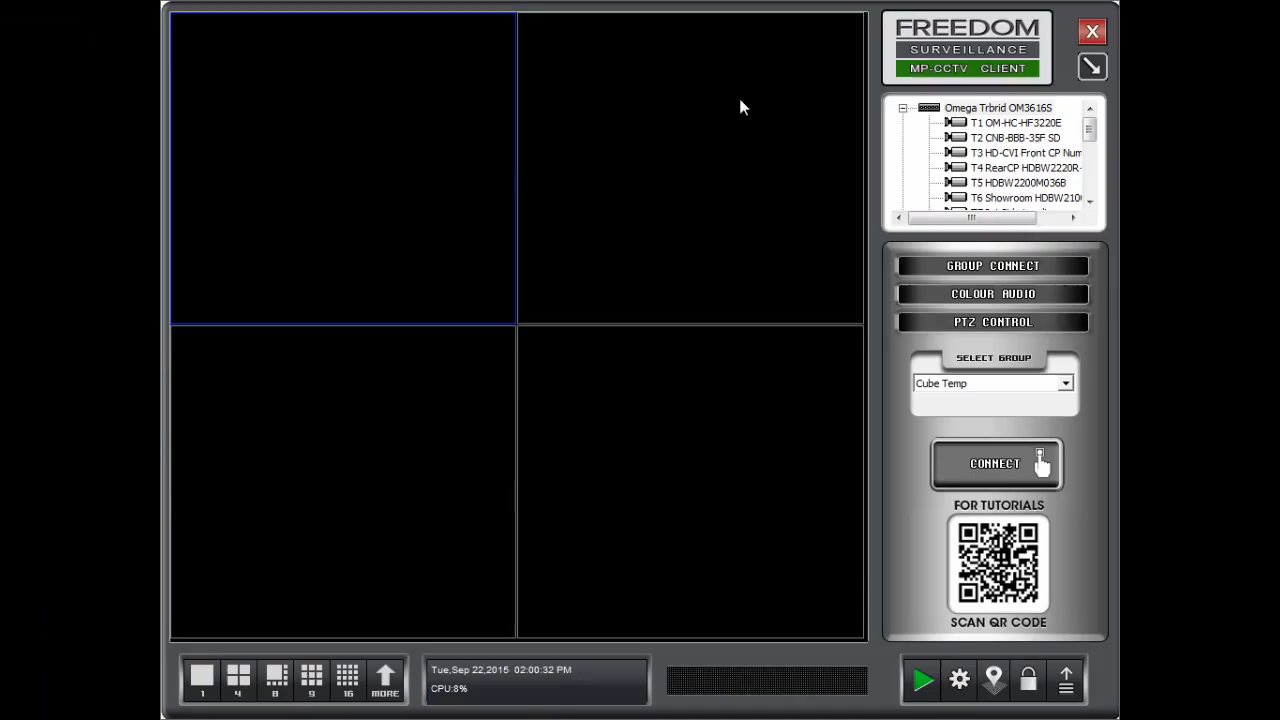 FREEDOM
SURVEILLANCE
MP-CCTV CLIENT
X
Omega Trbrid OM3616S
T1 OM-HC-HF3220E
T2 CNB-BBB-35F SD
T3 HD-CVI Front CP Num
T4 RearCP HDBW2220R-
T5 HDBW2200M036B
T6 Showroom HDBW2100
GROUP CONNECT
COLOUR AUDIO
PTZ CONTROL
SELECT GROUP
Cube Temp
CONNECT
FOR TUTORIALS
SCAN QR CODE
1 4 8 9 16 MORE
Tue,Sep 22,2015 02:00:32 PM
CPU:8%